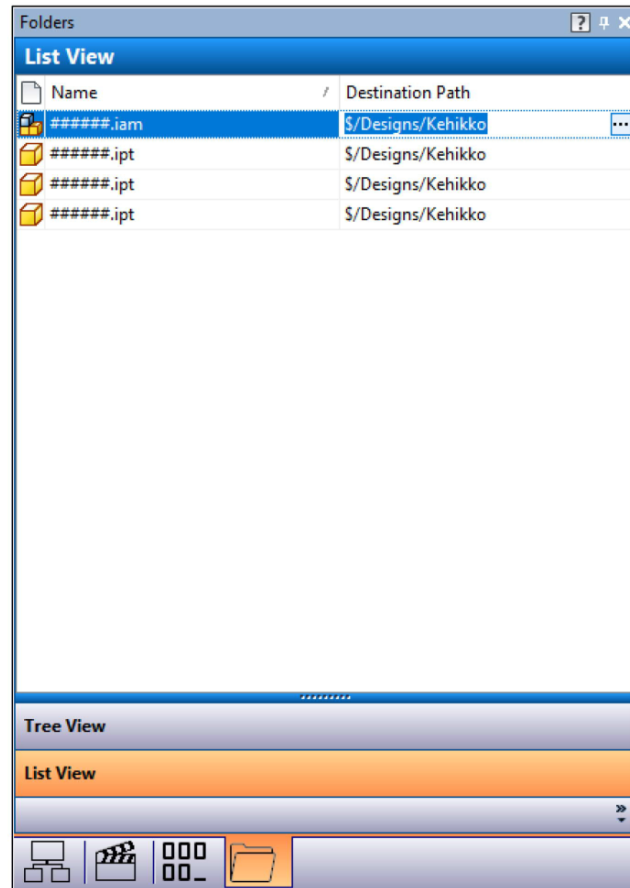 Folders
List View
Name / Destination Path
######.iam $/Designs/Kehikko ...
######.ipt $/Designs/Kehikko
######.ipt $/Designs/Kehikko
######.ipt $/Designs/Kehikko
Tree View
List View